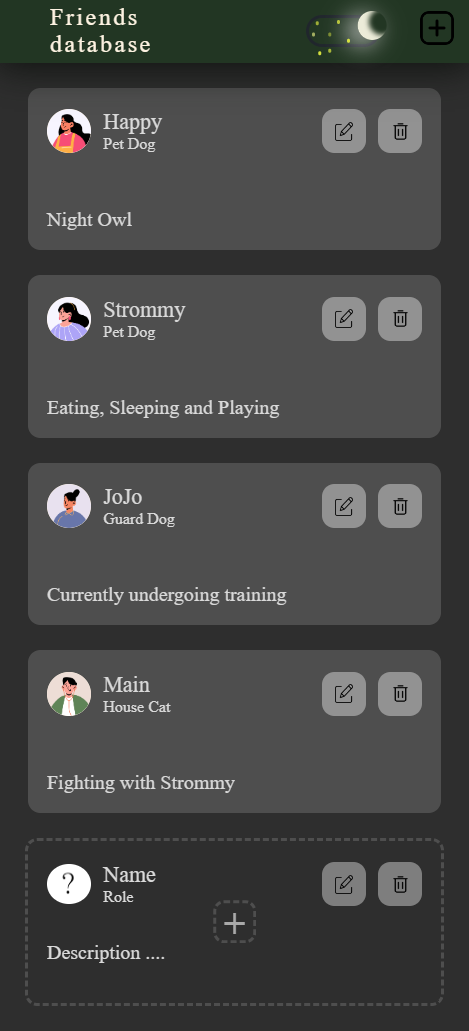 Friends
database
Happy
Pet Dog
Night Owl
Strommy
Pet Dog
Eating, Sleeping and Playing
JoJo
Guard Dog
Currently undergoing training
Main
House Cat
Fighting with Strommy
?
Name
Role
Description ....